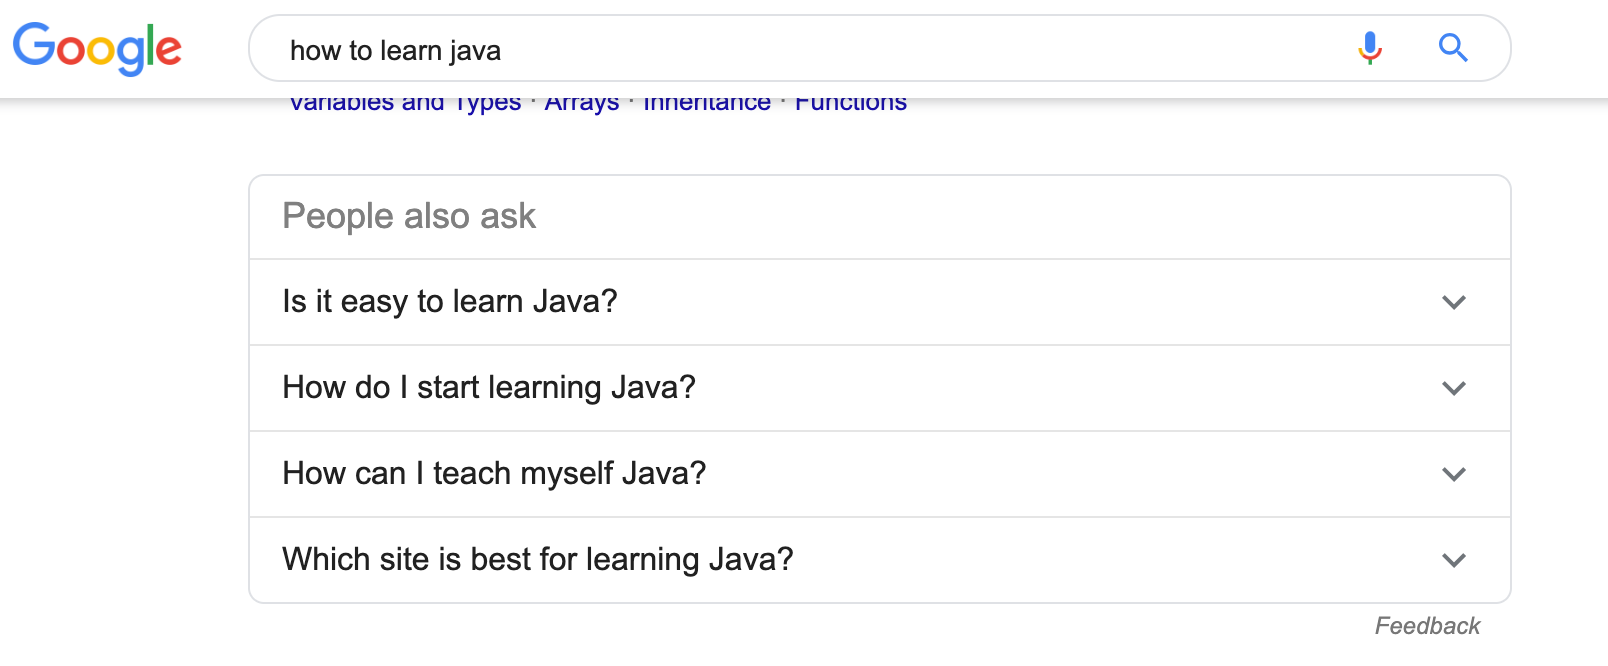 Google
how to learn java
Variables and Types · Arrays · Inheritance · Functions
People also ask
Is it easy to learn Java?
How do I start learning Java?
How can I teach myself Java?
Which site is best for learning Java?
Feedback